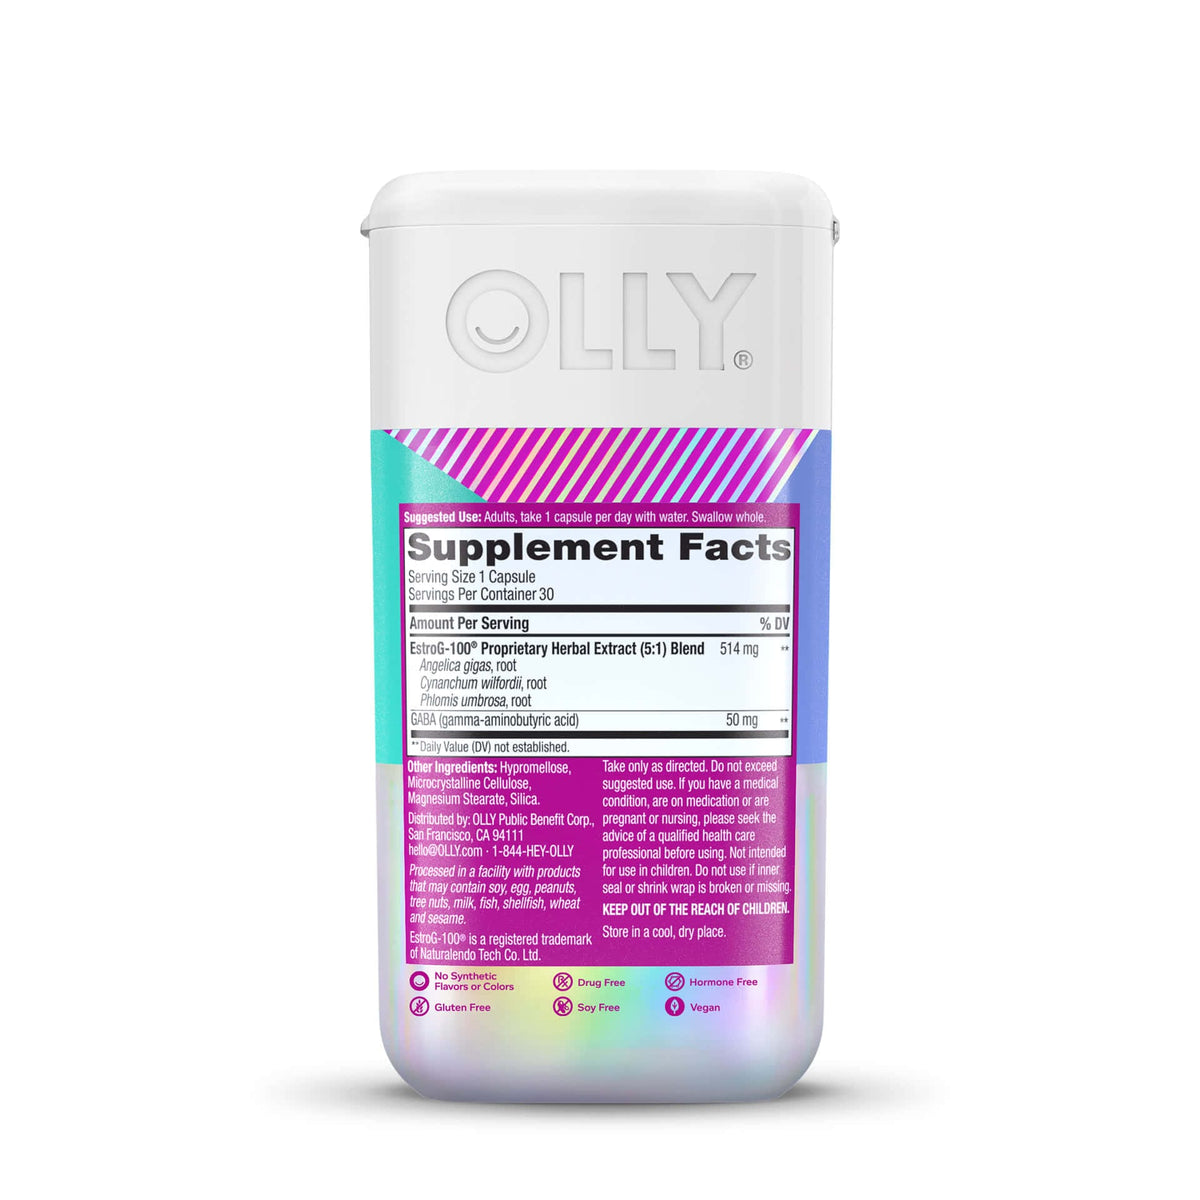 OLLY®
Suggested Use: Adults, take 1 capsule per day with water. Swallow whole.
Supplement Facts
Serving Size 1 Capsule
Servings Per Container 30
Amount Per Serving % DV
EstroG-100® Proprietary Herbal Extract (5:1) Blend 514 mg **
Angelica gigas, root
Cynanchum wilfordii, root
Phlomis umbrosa, root
GABA (gamma-aminobutyric acid) 50 mg **
**Daily Value (DV) not established.
Other Ingredients: Hypromellose,
Microcrystalline Cellulose,
Magnesium Stearate, Silica.
Distributed by: OLLY Public Benefit Corp.,
San Francisco, CA 94111
hello@OLLY.com · 1-844-HEY-OLLY
Processed in a facility with products
that may contain soy, egg, peanuts,
tree nuts, milk, fish, shellfish, wheat
and sesame.
EstroG-100® is a registered trademark
of Naturalendo Tech Co. Ltd.
Take only as directed. Do not exceed
suggested use. If you have a medical
condition, are on medication or are
pregnant or nursing, please seek the
advice of a qualified health care
professional before using. Not intended
for use in children. Do not use if inner
seal or shrink wrap is broken or missing.
KEEP OUT OF THE REACH OF CHILDREN.
Store in a cool, dry place.
No Synthetic
Flavors or Colors
Drug Free
Hormone Free
Gluten Free
Soy Free
Vegan